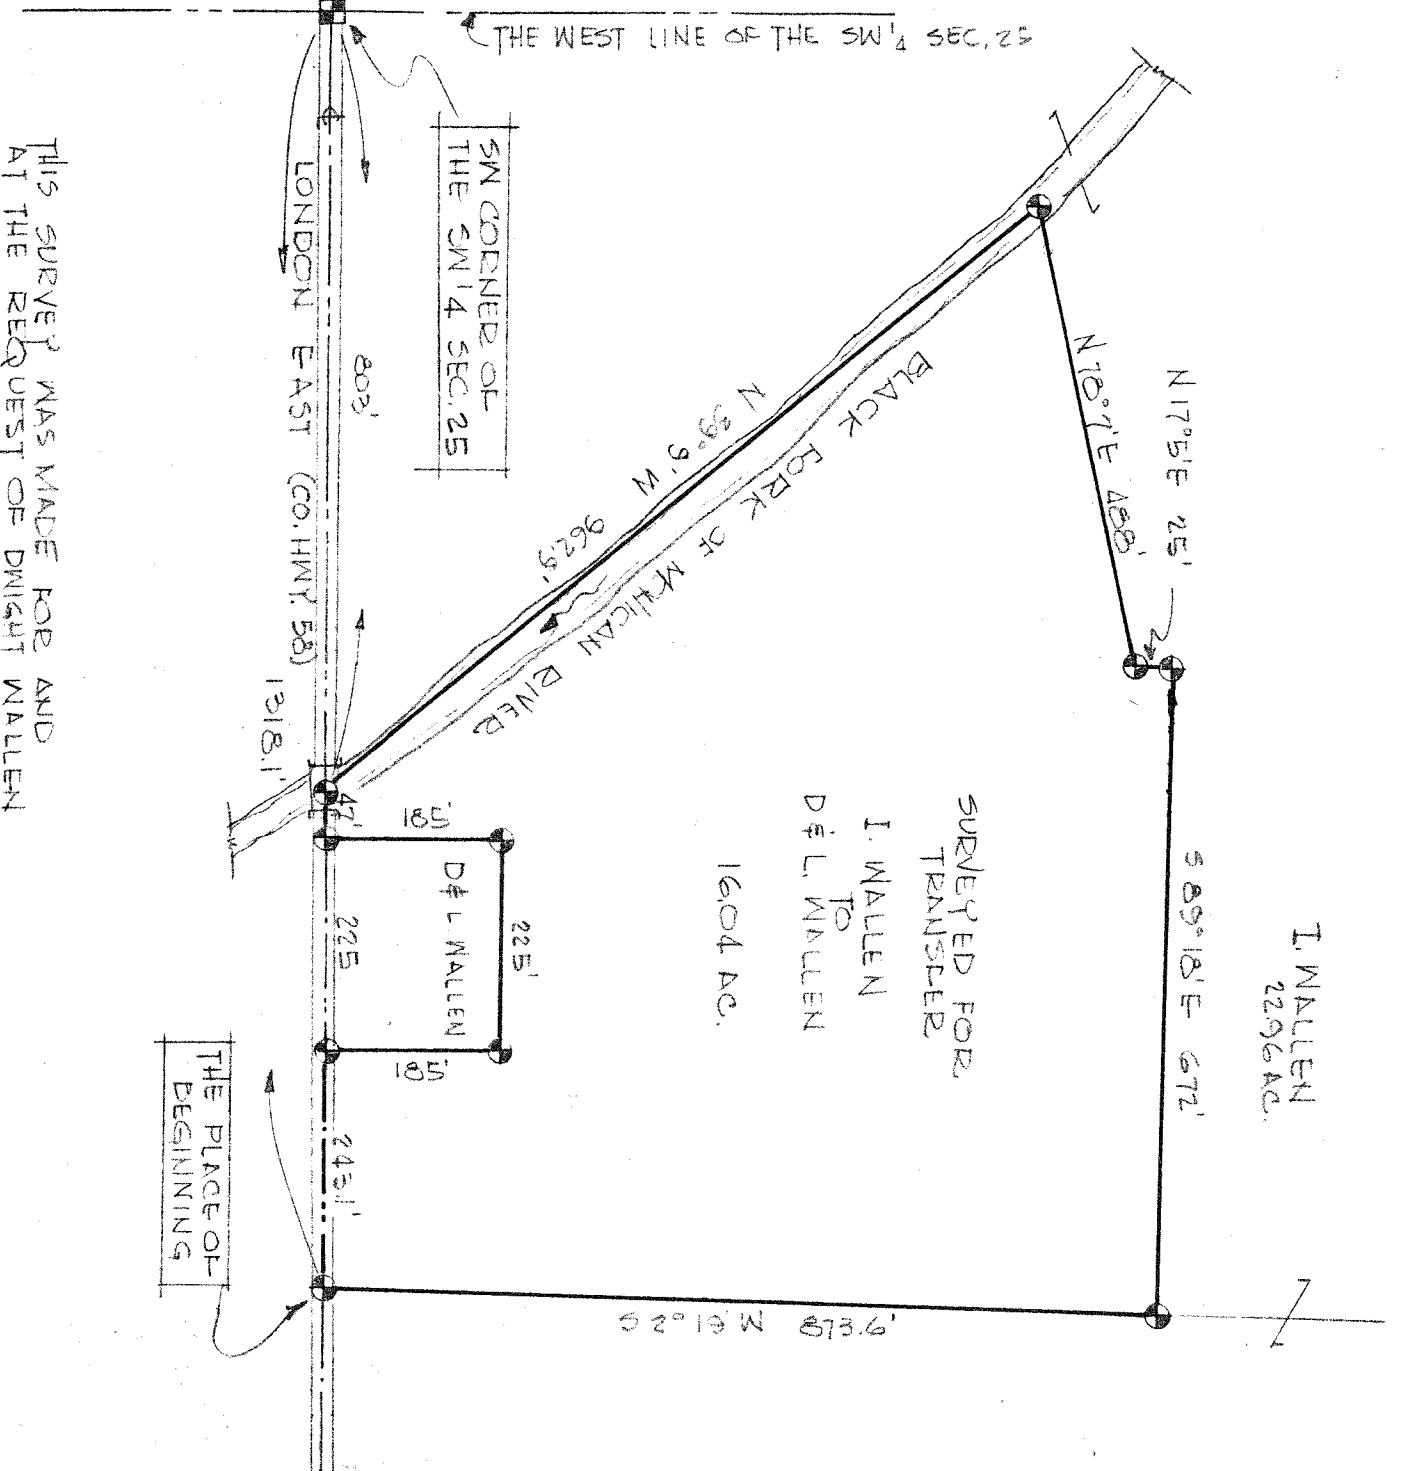 THE WEST LINE OF THE SW¼ SEC. 25
SW CORNER OF
THE SW¼ SEC. 25
LONDON EAST (CO. HWY. 58)
803'
1318.1'
THIS SURVEY WAS MADE FOR AND
AT THE REQUEST OF DWIGHT WALLEN
N 39° 9' W
962.9'
BLACK FORK OF MOHICAN RIVER
N 78° 7' E 488'
N 17° 5' E 25'
S 89° 18' E 672'
I. WALLEN
22.96 AC.
SURVEYED FOR
TRANSFER
I. WALLEN
TO
D & L. WALLEN
16.04 AC.
47'
185'
225'
D & L. WALLEN
225
185'
243.1'
S 2° 19' W 873.6'
THE PLACE OF
BEGINNING